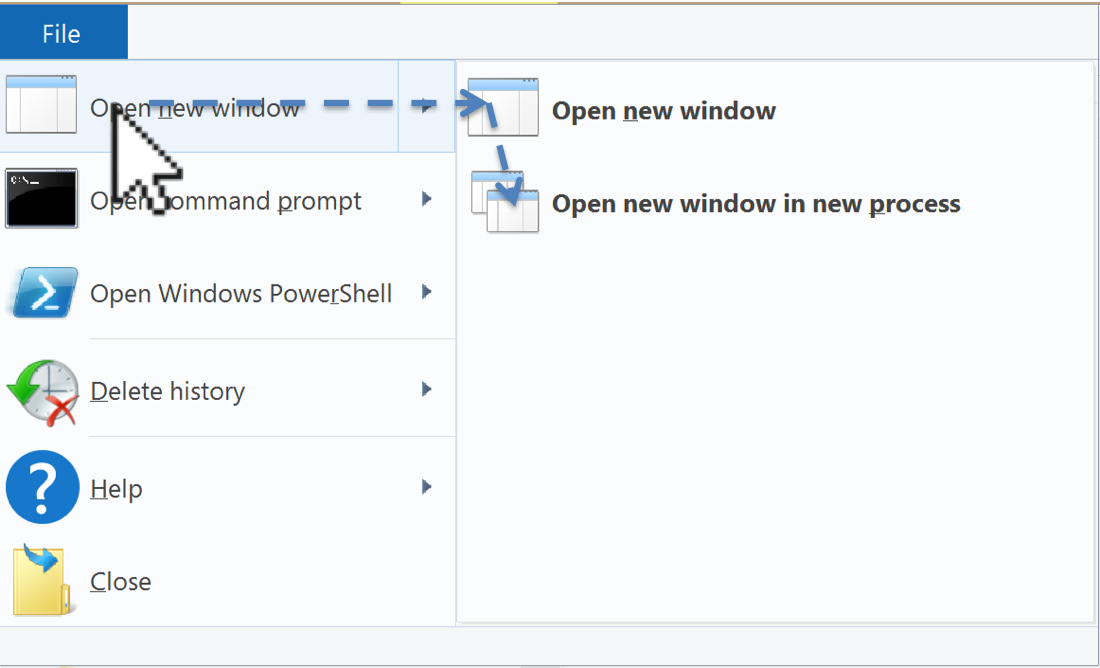 File
Open new window
Open command prompt
Open Windows PowerShell
Delete history
Help
Close
Open new window
Open new window in new process
C:\._